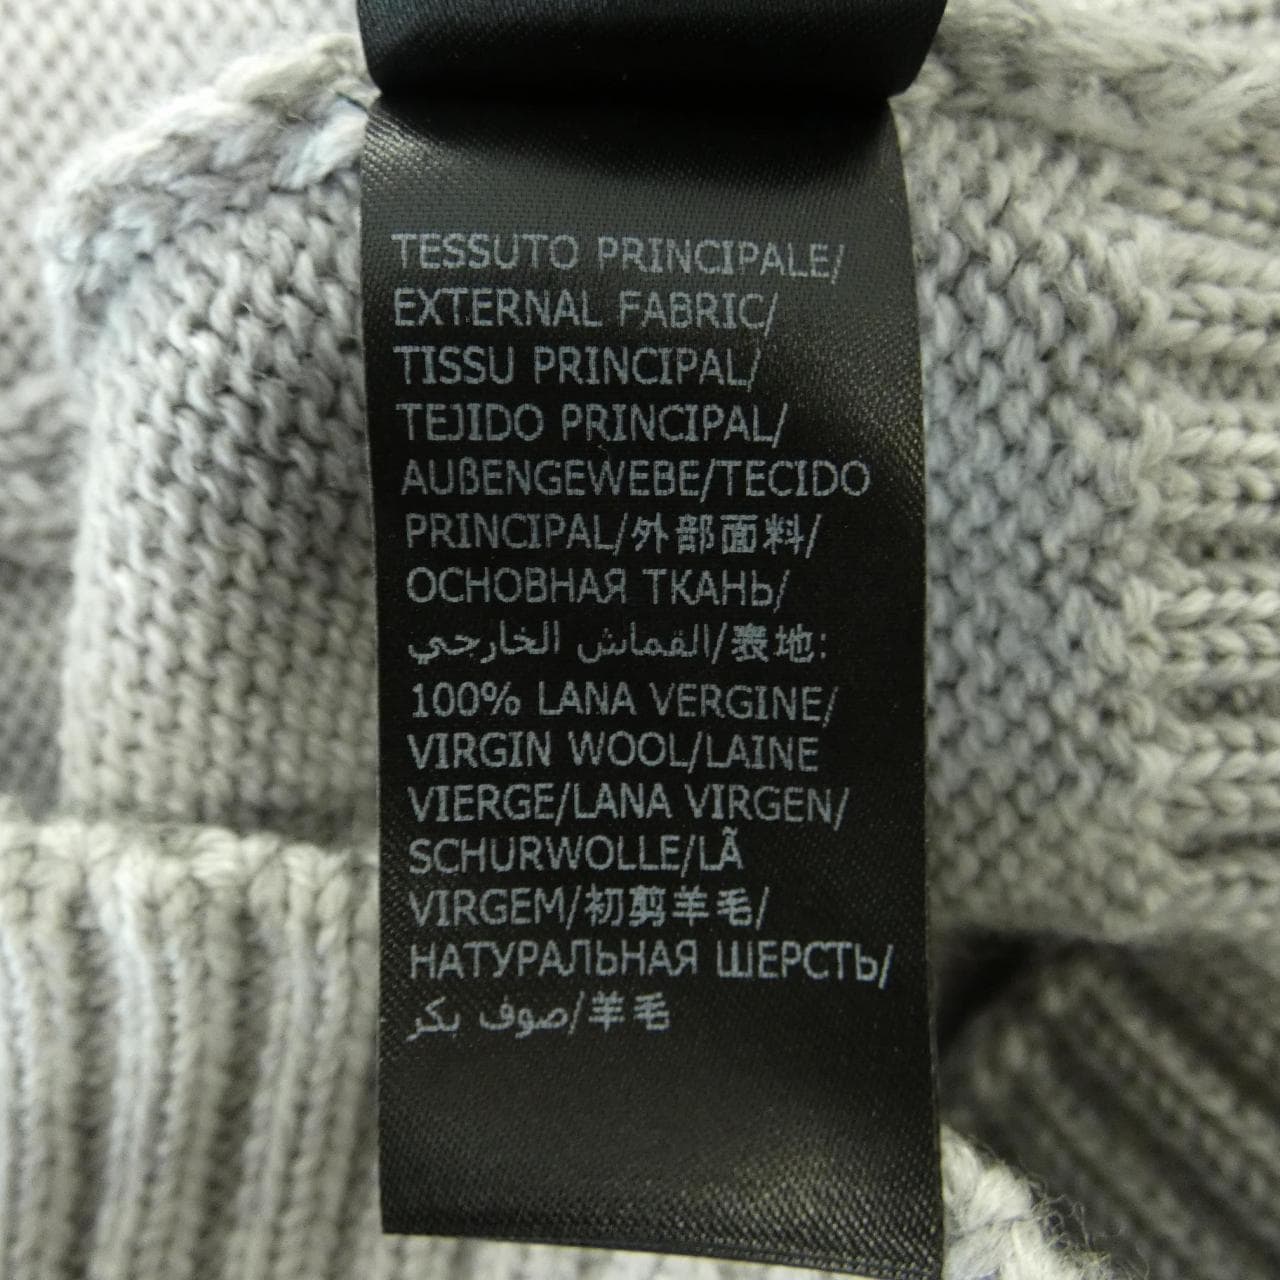 TESSUTO PRINCIPALE/
EXTERNAL FABRIC/
TISSU PRINCIPAL/
TEJIDO PRINCIPAL/
AUßENGEWEBE/TECIDO
PRINCIPAL/外部面料/
ОСНОВНАЯ ТКАНЬ/
القماش الخارجي/表地:
100% LANA VERGINE/
VIRGIN WOOL/LAINE
VIERGE/LANA VIRGEN/
SCHURWOLLE/LÃ
VIRGEM/初剪羊毛/
НАТУРАЛЬНАЯ ШЕРСТЬ/
صوف بكر/羊毛